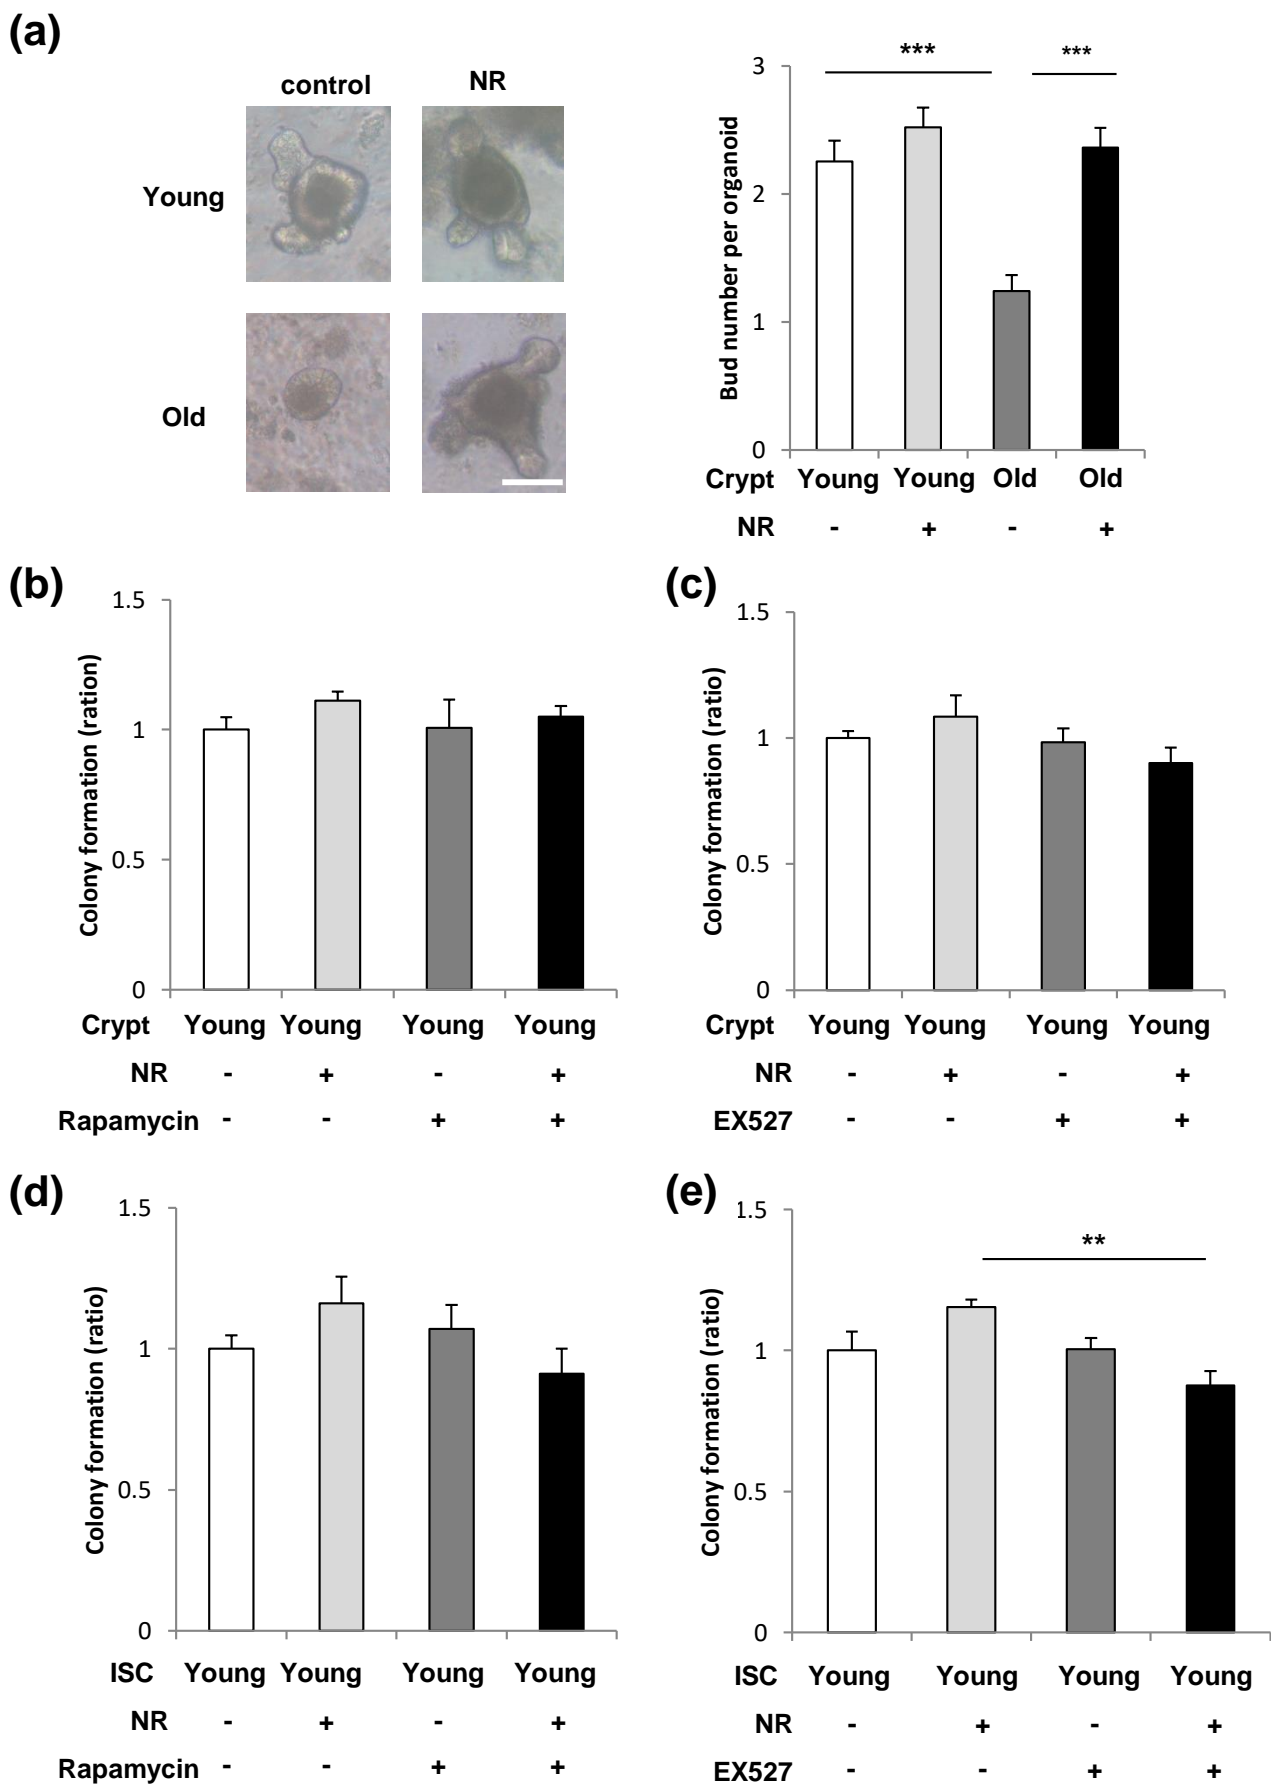 (a)
control NR
Young
Old
*** ***
3
2
1
0
Bud number per organoid
Crypt Young Young Old Old
NR - + - +
(b)
1.5
1
0.5
0
Colony formation (ration)
Crypt Young Young Young Young
NR - + - +
Rapamycin - - + +
(c)
1.5
1
0.5
0
Colony formation (ratio)
Crypt Young Young Young Young
NR - + - +
EX527 - - + +
(d)
1.5
1
0.5
0
Colony formation (ratio)
ISC Young Young Young Young
NR - + - +
Rapamycin - - + +
(e)
**
1.5
1
0.5
0
Colony formation (ratio)
ISC Young Young Young Young
NR - + - +
EX527 - - + +